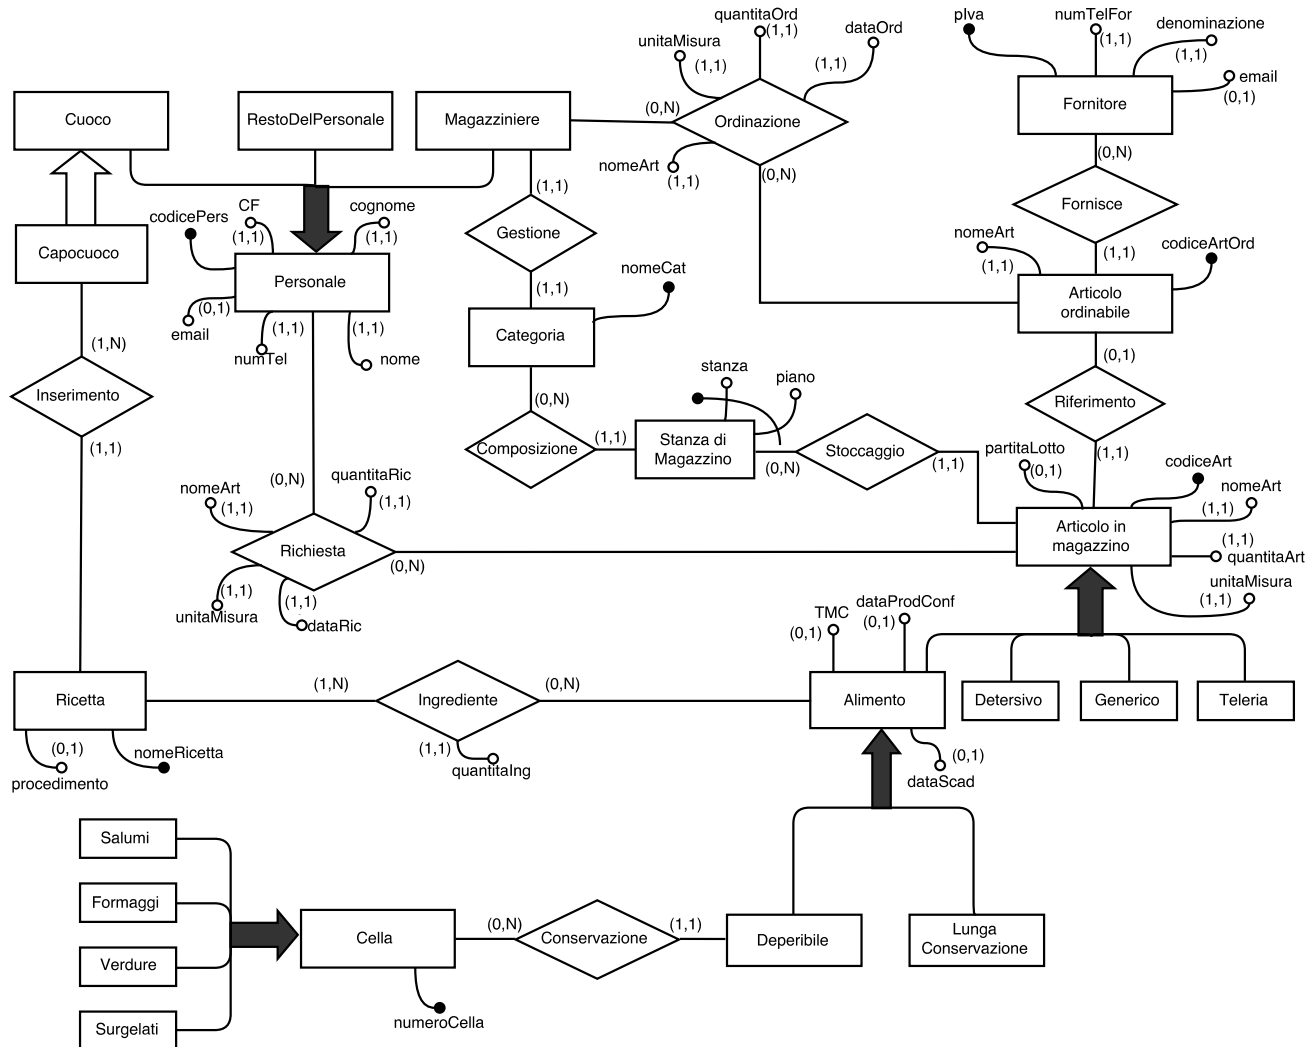 quantitaOrd
(1,1)
unitaMisura
(1,1)
dataOrd
(1,1)
pIva
numTelFor
(1,1)
denominazione
(1,1)
email
(0,1)
Cuoco
RestoDelPersonale
Magazziniere
(0,N)
Ordinazione
Fornitore
nomeArt
(1,1)
(0,N)
(0,N)
Fornisce
(1,1)
Gestione
(1,1)
codicePers
CF
(1,1)
cognome
(1,1)
Capocuoco
Personale
email
(0,1)
numTel
(1,1)
(1,1)
nome
nomeCat
Categoria
(0,N)
nomeArt
(1,1)
(1,1)
codiceArtOrd
Articolo
ordinabile
(0,1)
Riferimento
(1,1)
(1,N)
Inserimento
(1,1)
stanza
piano
Composizione
(1,1)
Stanza di
Magazzino
(0,N)
Stoccaggio
(1,1)
partitaLotto
(0,1)
codiceArt
nomeArt
(1,1)
Articolo in
magazzino
(1,1)
quantitaArt
unitaMisura
(1,1)
(0,N)
nomeArt
(1,1)
quantitaRic
(1,1)
Richiesta
(0,N)
(1,1)
unitaMisura
(1,1)
dataRic
TMC
(0,1)
dataProdConf
(0,1)
Ricetta
(1,N)
Ingrediente
(0,N)
Alimento
Detersivo
Generico
Teleria
(0,1)
procedimento
nomeRicetta
(1,1)
quantitaIng
(0,1)
dataScad
Salumi
Formaggi
Verdure
Surgelati
Cella
(0,N)
Conservazione
(1,1)
Deperibile
Lunga
Conservazione
numeroCella